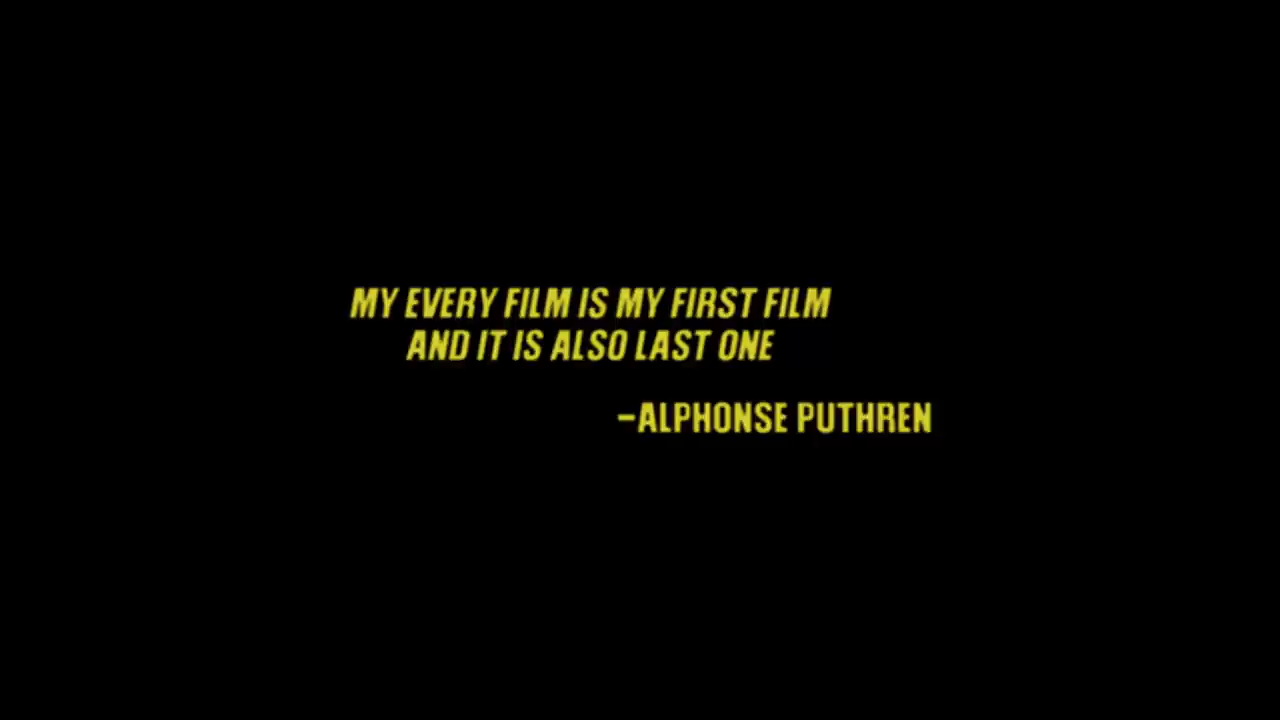 MY EVERY FILM IS MY FIRST FILM
AND IT IS ALSO LAST ONE
-ALPHONSE PUTHREN